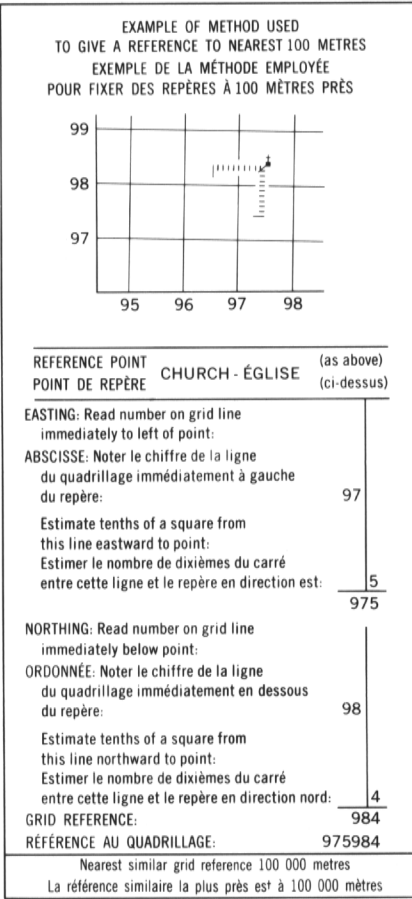 EXAMPLE OF METHOD USED
TO GIVE A REFERENCE TO NEAREST 100 METRES
EXEMPLE DE LA MÉTHODE EMPLOYÉE
POUR FIXER DES REPÈRES À 100 MÈTRES PRÈS
99
98
97
95 96 97 98
REFERENCE POINT CHURCH - ÉGLISE (as above)
POINT DE REPÈRE (ci-dessus)
EASTING: Read number on grid line
immediately to left of point:
ABSCISSE: Noter le chiffre de la ligne
du quadrillage immédiatement à gauche
du repère: 97
Estimate tenths of a square from
this line eastward to point:
Estimer le nombre de dixièmes du carré
entre cette ligne et le repère en direction est: 5
975
NORTHING: Read number on grid line
immediately below point:
ORDONNÉE: Noter le chiffre de la ligne
du quadrillage immédiatement en dessous
du repère: 98
Estimate tenths of a square from
this line northward to point:
Estimer le nombre de dixièmes du carré
entre cette ligne et le repère en direction nord: 4
GRID REFERENCE: 984
RÉFÉRENCE AU QUADRILLAGE: 975984
Nearest similar grid reference 100 000 metres
La référence similaire la plus près est à 100 000 mètres